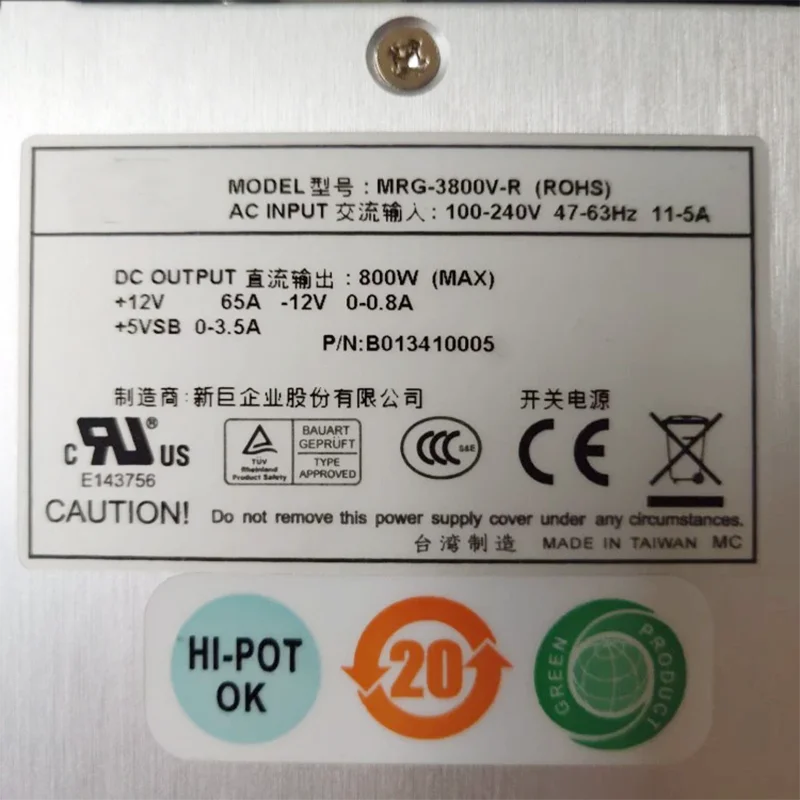 MODEL 型号 : MRG-3800V-R (ROHS)
AC INPUT 交流输入 : 100-240V 47-63Hz 11-5A
DC OUTPUT 直流输出 : 800W (MAX)
+12V 65A -12V 0-0.8A
+5VSB 0-3.5A
P/N:B013410005
制造商:新巨企业股份有限公司
开关电源
C RU ® US
E143756
TÜV
Rheinland
Product Safety
BAUART
GEPRÜFT
TYPE
APPROVED
CCC S&E
CE
CAUTION! Do not remove this power supply cover under any circumstances.
台湾制造 MADE IN TAIWAN MC
HI-POT
OK
20
GREEN PRODUCT